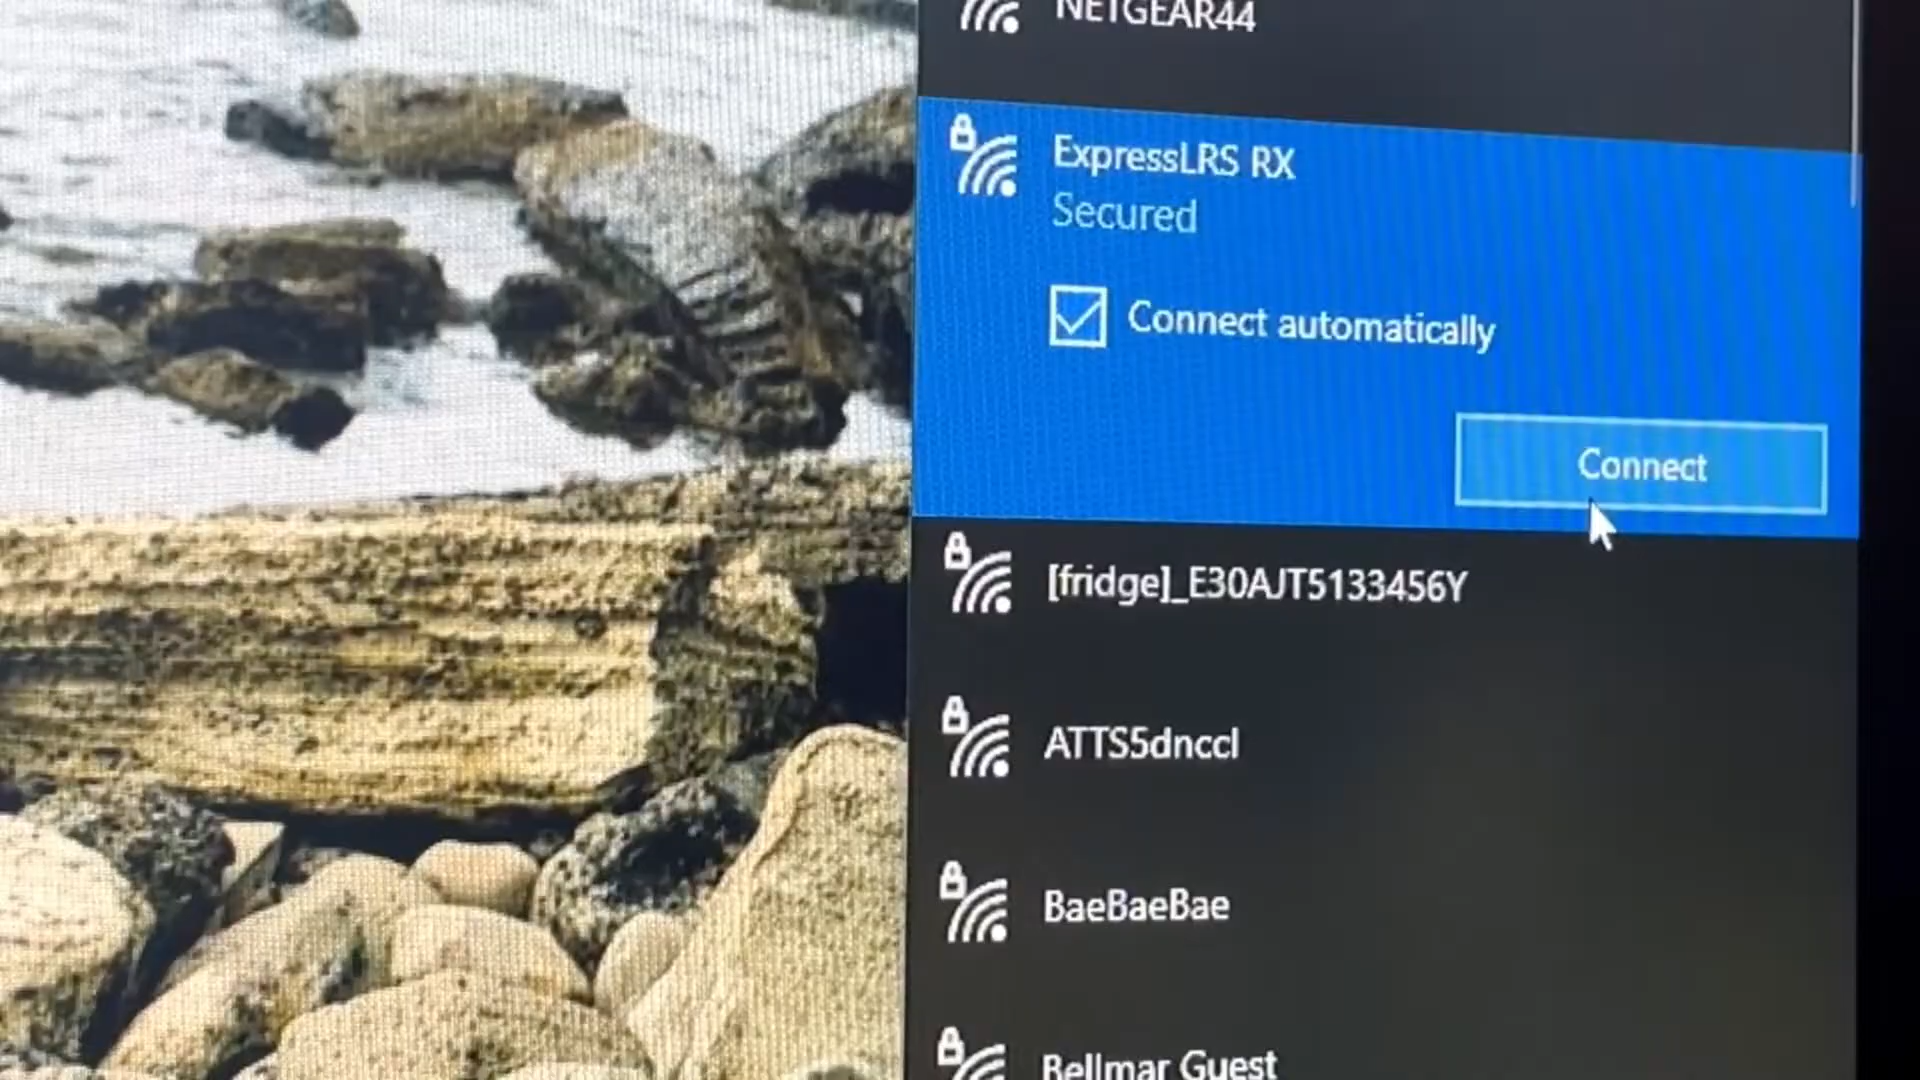 NETGEAR44
ExpressLRS RX
Secured
Connect automatically
Connect
[fridge]_E30AJT5133456Y
ATTS5dnccl
BaeBaeBae
Bellmar Guest